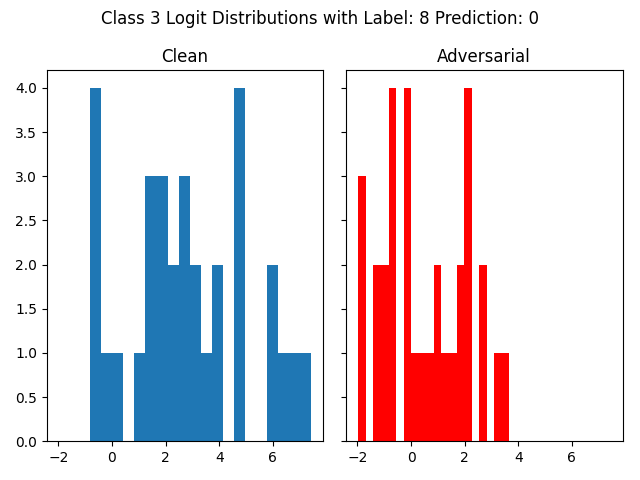 Class 3 Logit Distributions with Label: 8 Prediction: 0
Clean
Adversarial
4.0
3.5
3.0
2.5
2.0
1.5
1.0
0.5
0.0
−2 0 2 4 6
−2 0 2 4 6